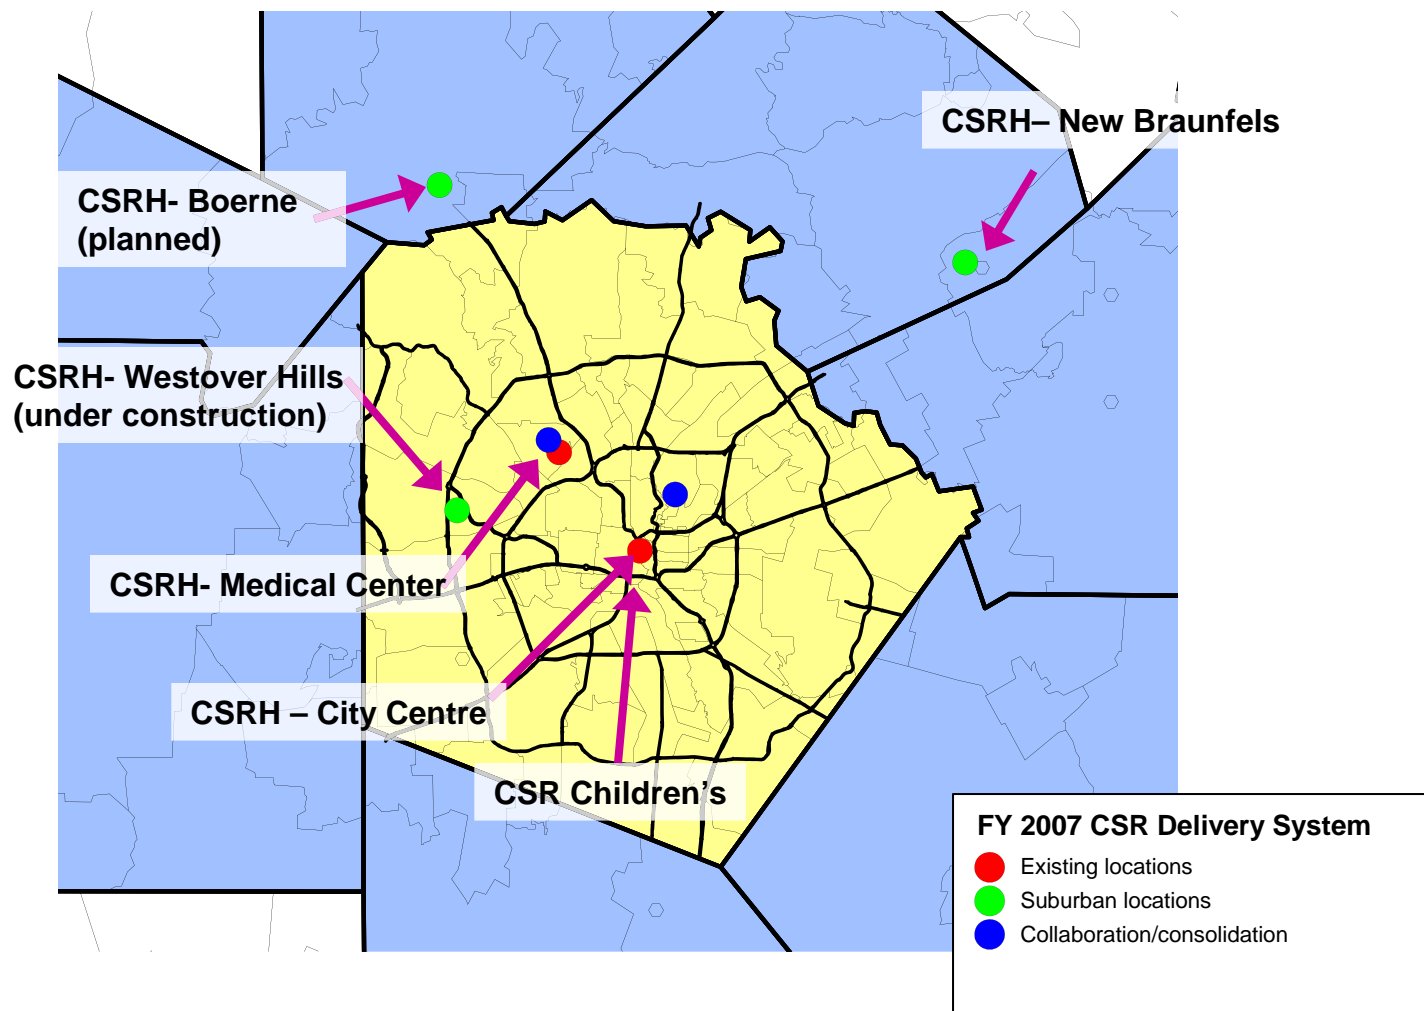 CSRH– New Braunfels
CSRH- Boerne
(planned)
CSRH- Westover Hills
(under construction)
CSRH- Medical Center
CSRH – City Centre
CSR Children’s
FY 2007 CSR Delivery System
Existing locations
Suburban locations
Collaboration/consolidation